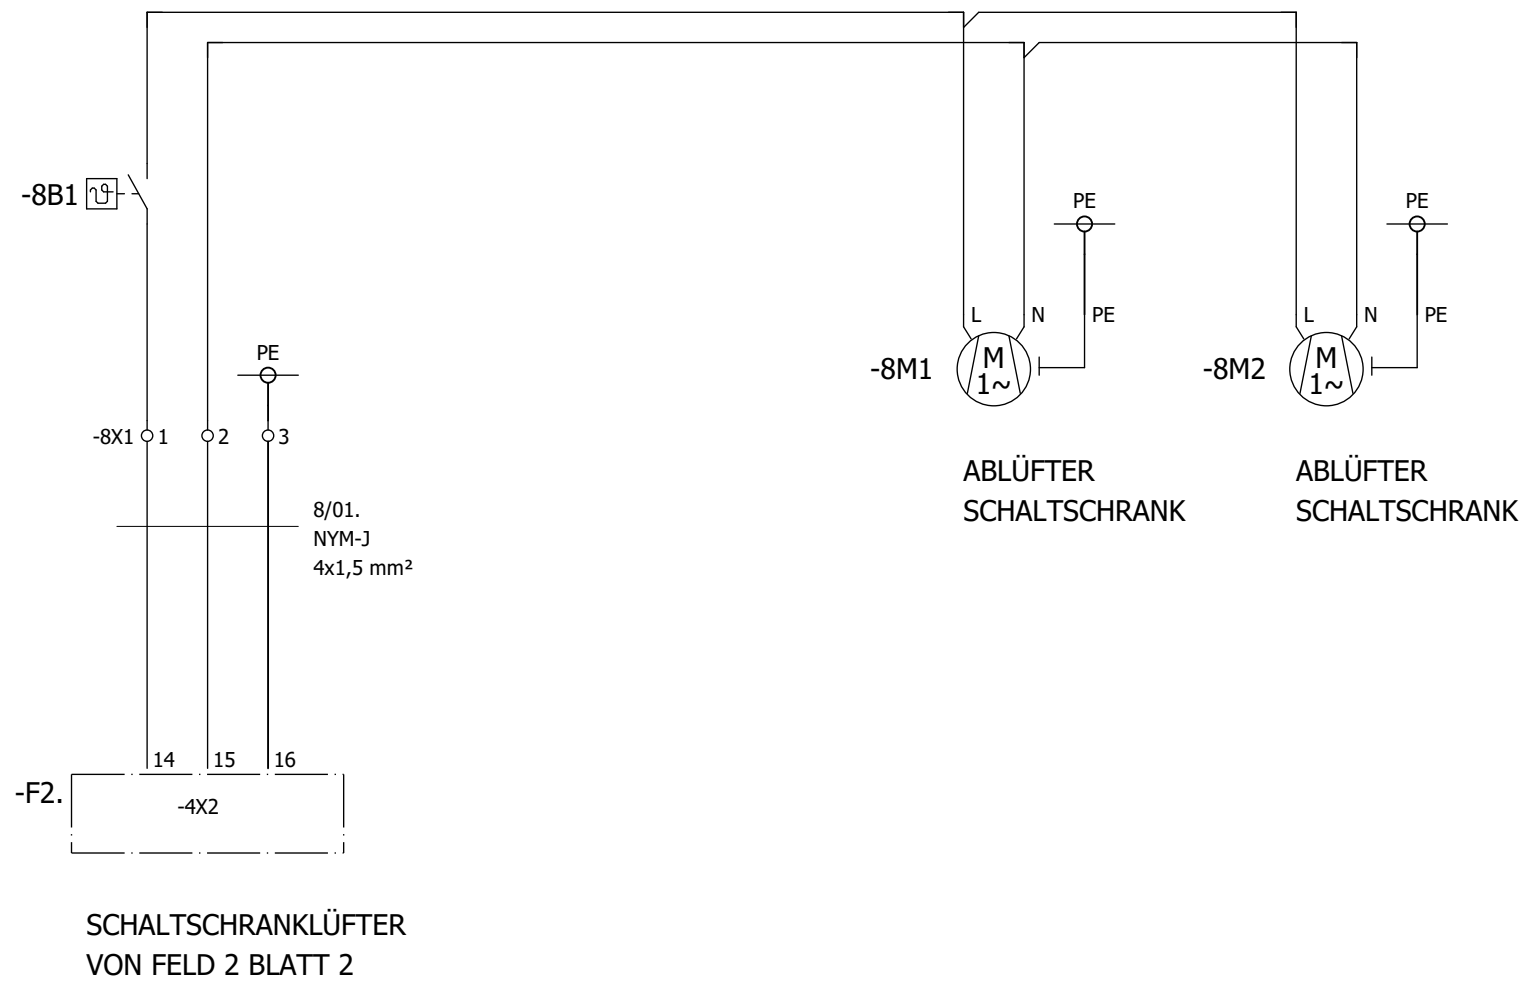 -8B1
ϑ
PE
PE
L
N
PE
L
N
PE
-8M1
M
1~
-8M2
M
1~
PE
-8X1
1
2
3
ABLÜFTER
SCHALTSCHRANK
ABLÜFTER
SCHALTSCHRANK
8/01.
NYM-J
4x1,5 mm²
14
15
16
-F2.
-4X2
SCHALTSCHRANKLÜFTER
VON FELD 2 BLATT 2